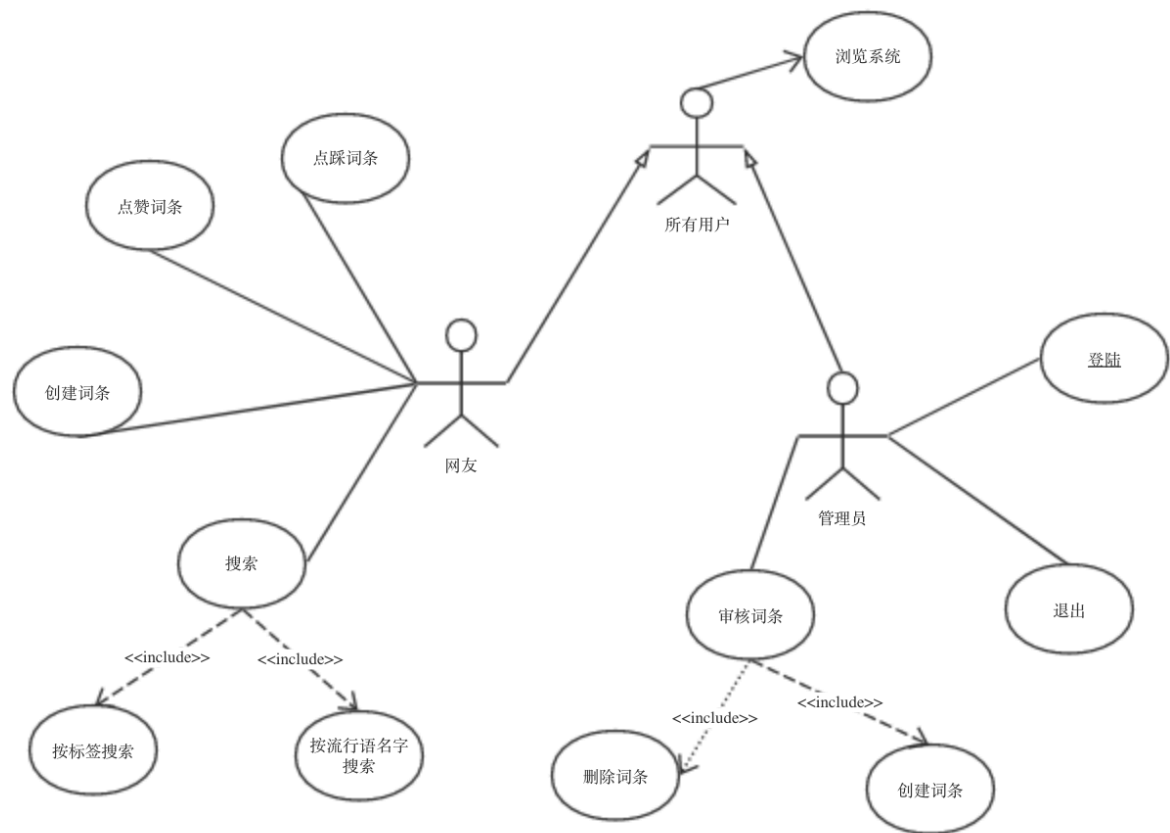 浏览系统
点踩词条
点赞词条
所有用户
登陆
创建词条
网友
管理员
搜索
审核词条
退出
<<include>>
<<include>>
<<include>>
<<include>>
按标签搜索
按流行语名字
搜索
删除词条
创建词条